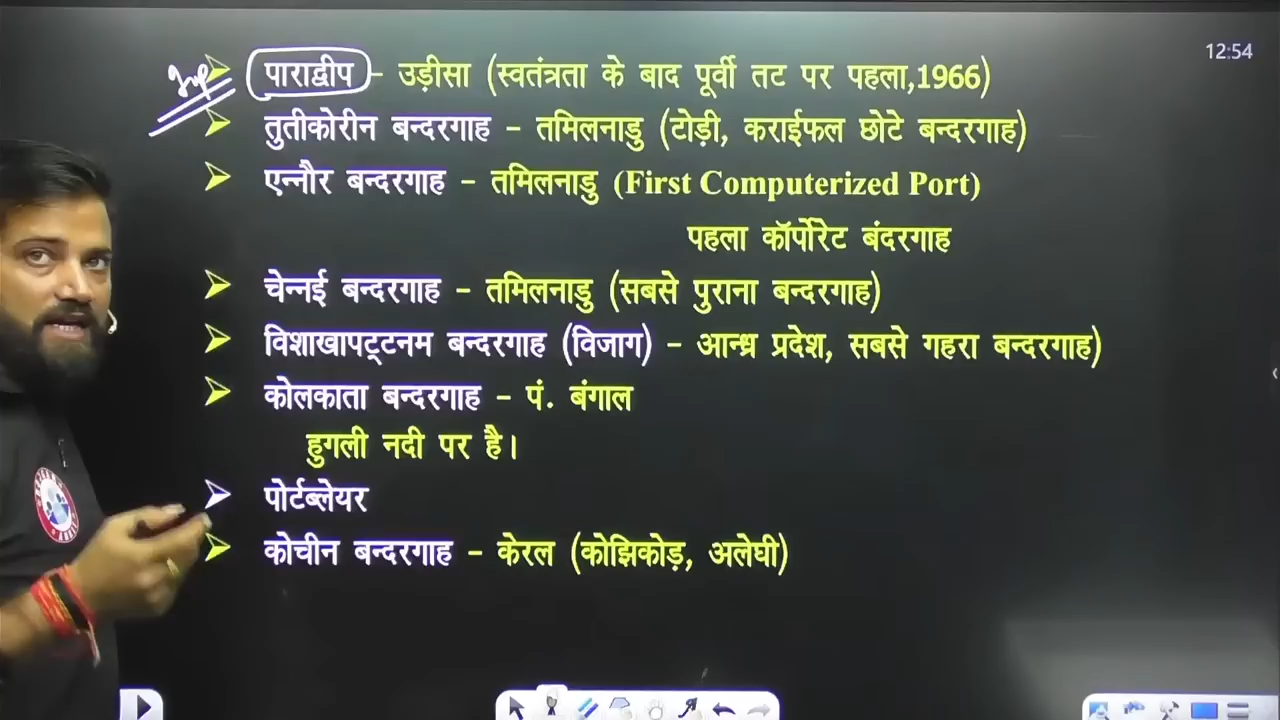 12:54
Imp पाराद्वीप - उड़ीसा (स्वतंत्रता के बाद पूर्वी तट पर पहला,1966)
तुतीकोरीन बन्दरगाह - तमिलनाडु (टोड़ी, कराईफल छोटे बन्दरगाह)
एन्नौर बन्दरगाह - तमिलनाडु (First Computerized Port)
पहला कॉर्पोरेट बंदरगाह
चेन्नई बन्दरगाह - तमिलनाडु (सबसे पुराना बन्दरगाह)
विशाखापट्टनम बन्दरगाह (विजाग) - आन्ध्र प्रदेश, सबसे गहरा बन्दरगाह)
कोलकाता बन्दरगाह - पं. बंगाल
हुगली नदी पर है।
पोर्टब्लेयर
कोचीन बन्दरगाह - केरल (कोझिकोड़, अलेघी)